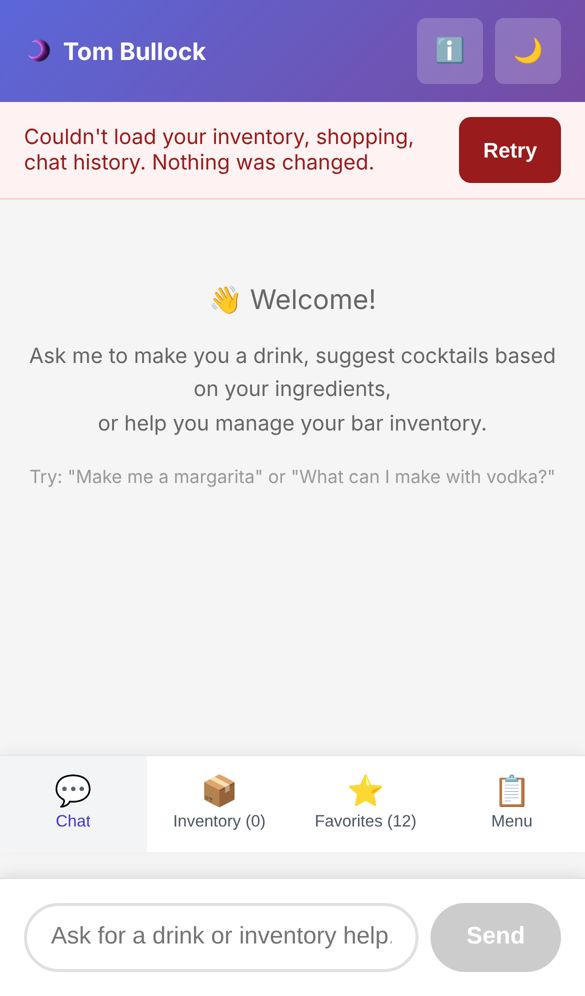 Tom Bullock
Couldn't load your inventory, shopping,
chat history. Nothing was changed.
Retry
👋 Welcome!
Ask me to make you a drink, suggest cocktails based
on your ingredients,
or help you manage your bar inventory.
Try: "Make me a margarita" or "What can I make with vodka?"
Chat
Inventory (0)
Favorites (12)
Menu
Ask for a drink or inventory help.
Send